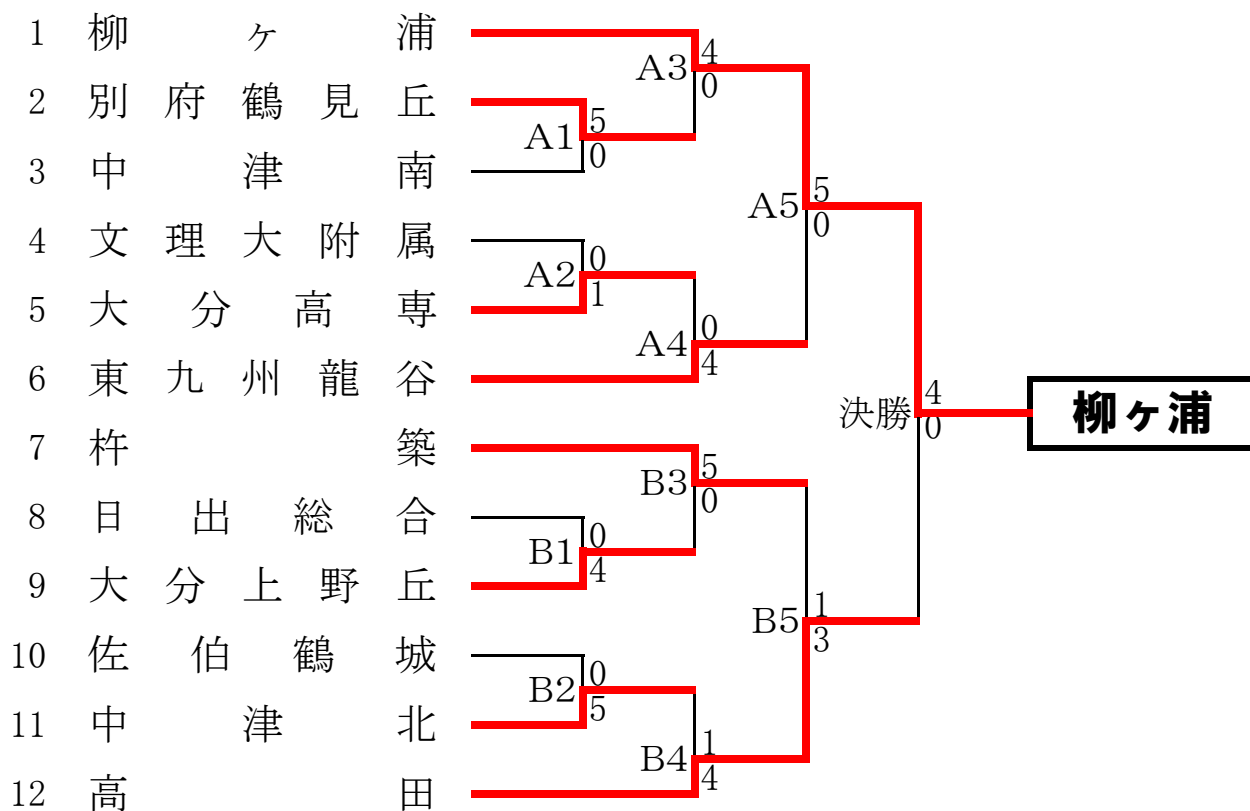 1 柳ヶ浦
4
A3
0
2 別府鶴見丘
5
A1
0
3 中津南
5
A5
0
4 文理大附属
0
A2
1
5 大分高専
0
A4
4
6 東九州龍谷
4
決勝
0
柳ヶ浦
7 杵築
5
B3
0
8 日出総合
0
B1
4
9 大分上野丘
1
B5
3
10 佐伯鶴城
0
B2
5
11 中津北
1
B4
4
12 高田